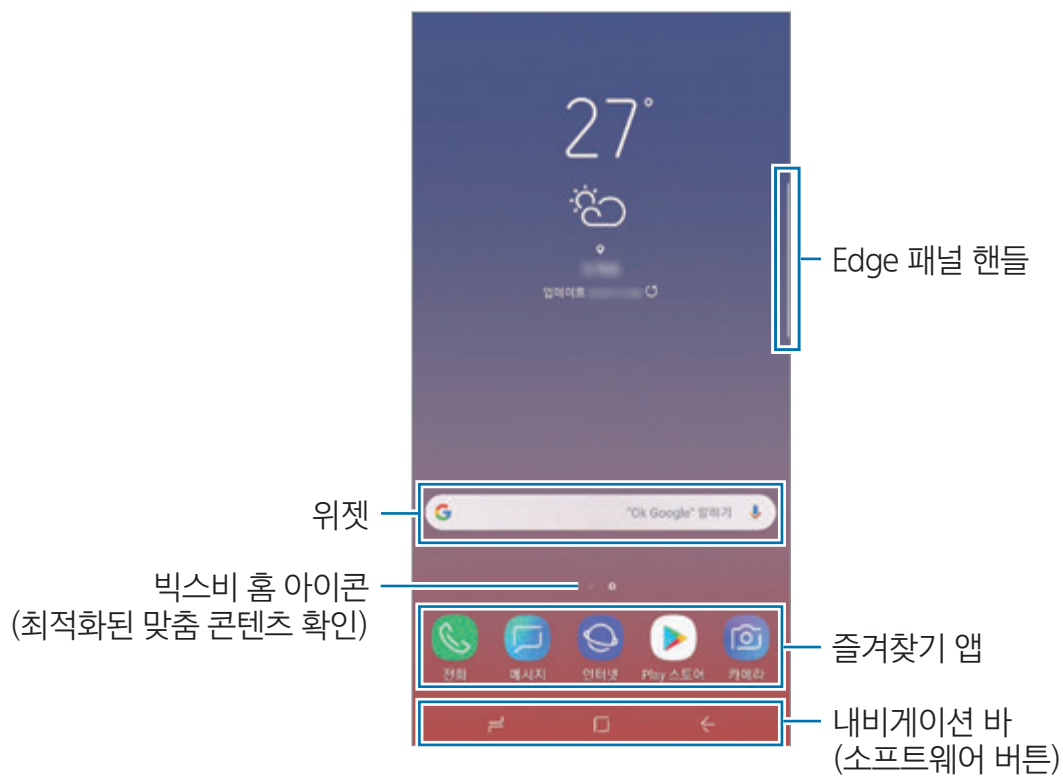 27°
업데이트
Edge 패널 핸들
위젯
"Ok Google" 말하기
빅스비 홈 아이콘
(최적화된 맞춤 콘텐츠 확인)
전화 메시지 인터넷 Play 스토어 카메라
즐겨찾기 앱
내비게이션 바
(소프트웨어 버튼)